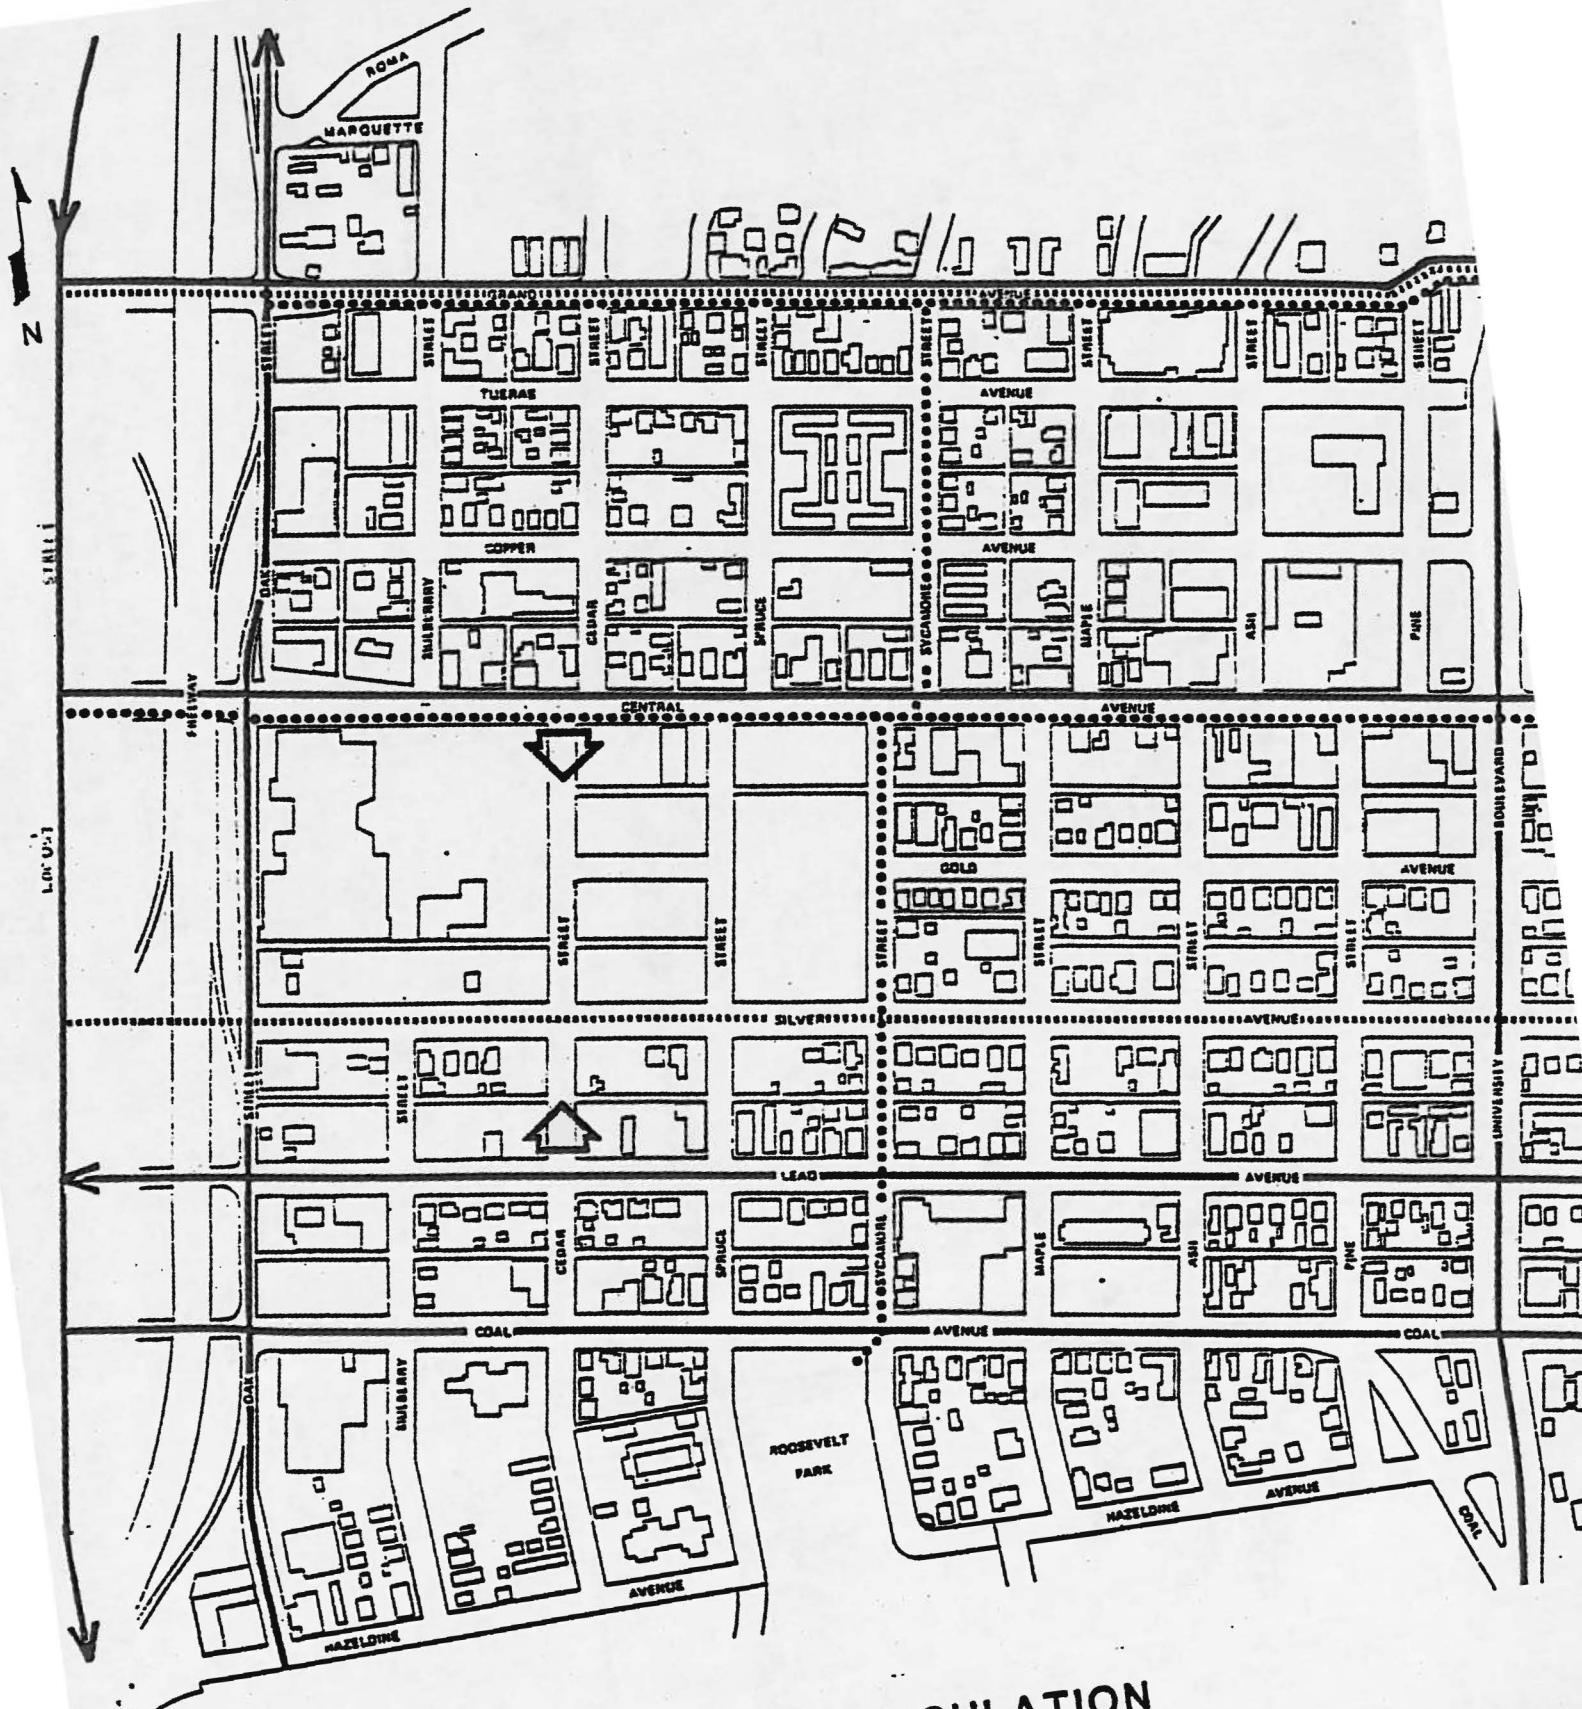 ROMA
MARQUETTE
N
GRAND AVENUE
STREET STREET STREET STREET STREET STREET STREET STREET
TIJERAS AVENUE
COPPER AVENUE
STREET
OAK MULBERRY CEDAR SPRUCE SYCAMORE MAPLE ASH PINE
FREEWAY
CENTRAL AVENUE
BOULEVARD
LOCUST
GOLD AVENUE
STREET STREET STREET STREET STREET STREET
SILVER AVENUE
STREET STREET UNIVERSITY
LEAD AVENUE
CEDAR SPRUCE SYCAMORE MAPLE ASH PINE
COAL AVENUE COAL
OAK MULBERRY
ROOSEVELT
PARK
HAZELDINE AVENUE
COAL
HAZELDINE AVENUE